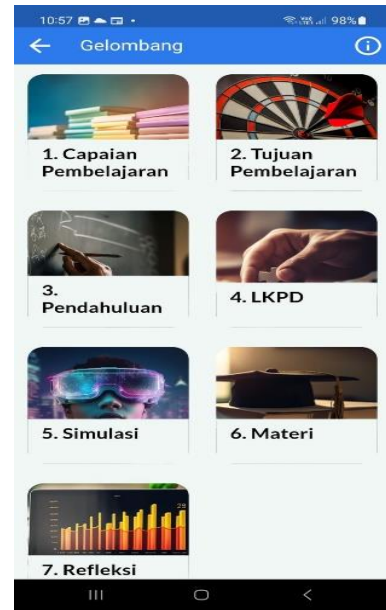 10:57
98%
Gelombang
1. Capaian
Pembelajaran
2. Tujuan
Pembelajaran
3.
Pendahuluan
4. LKPD
5. Simulasi
6. Materi
7. Refleksi